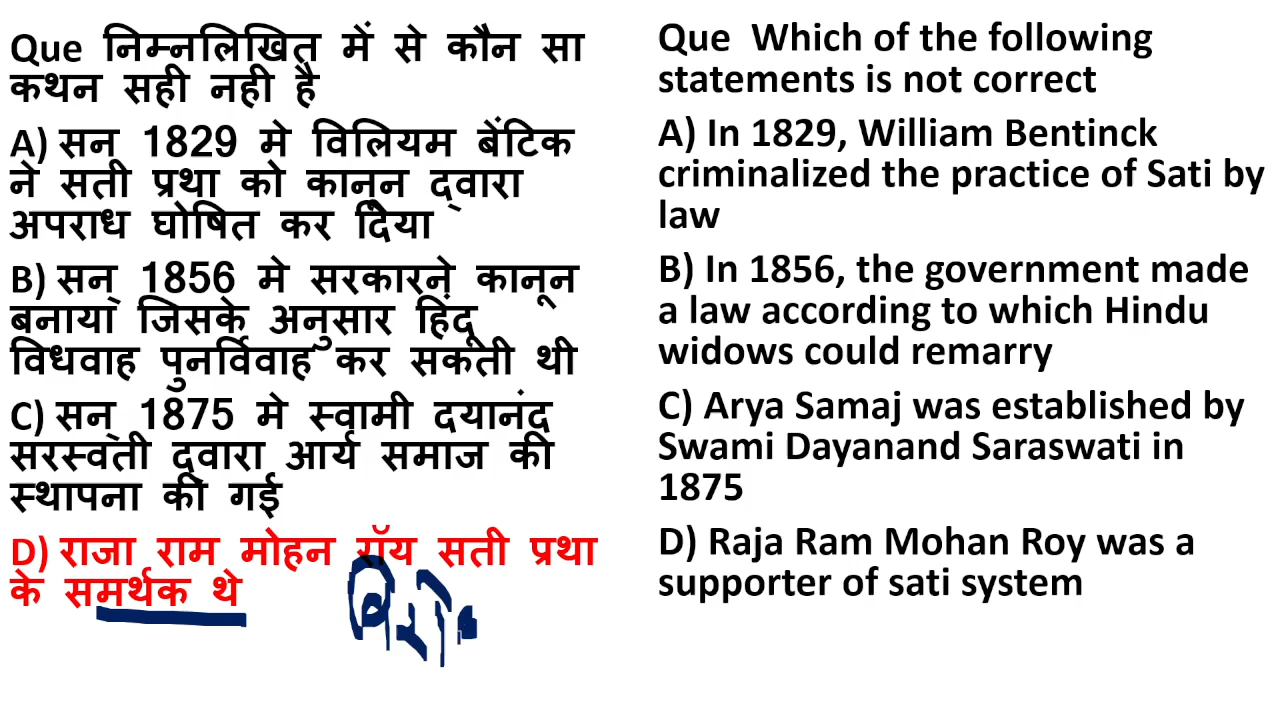 Que निम्नलिखित में से कौन सा
कथन सही नही है
A) सन 1829 मे विलियम बेंटिक
ने सती प्रथा को कानून द्वारा
अपराध घोषित कर दिया
B) सन् 1856 मे सरकारने कानून
बनाया जिसके अनुसार हिंदू
विधवाह पुनर्विवाह कर सकती थी
C) सन् 1875 मे स्वामी दयानंद
सरस्वती द्वारा आर्य समाज की
स्थापना की गई
D) राजा राम मोहन रॉय सती प्रथा
के समर्थक थे
Que Which of the following
statements is not correct
A) In 1829, William Bentinck
criminalized the practice of Sati by
law
B) In 1856, the government made
a law according to which Hindu
widows could remarry
C) Arya Samaj was established by
Swami Dayanand Saraswati in
1875
D) Raja Ram Mohan Roy was a
supporter of sati system